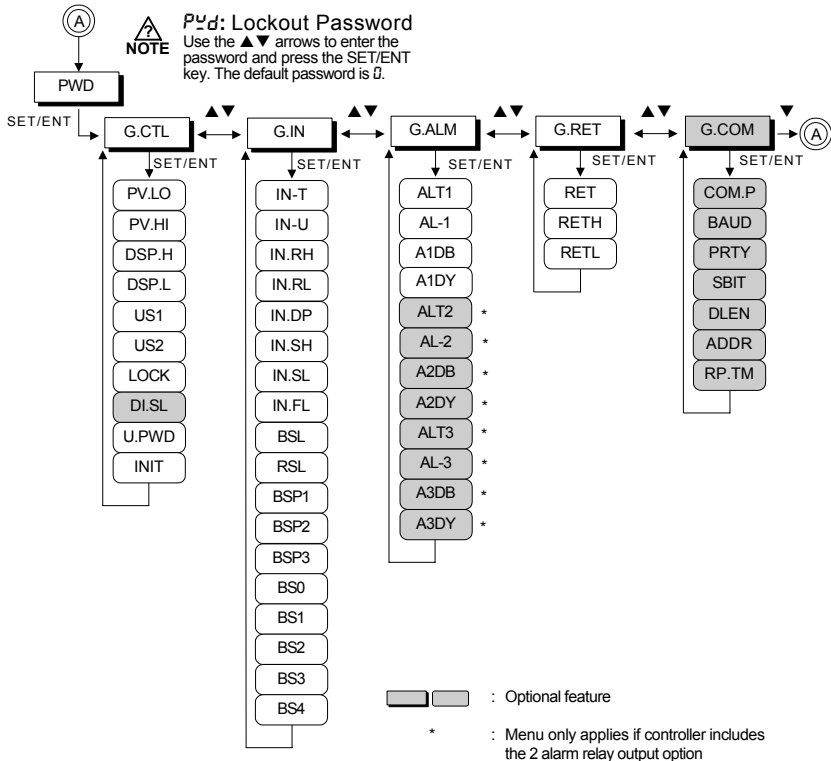 A
NOTE
PYd: Lockout Password
Use the ▲▼ arrows to enter the
password and press the SET/ENT
key. The default password is 0.
PWD
SET/ENT
G.CTL
▲▼
G.IN
▲▼
G.ALM
▲▼
G.RET
▲▼
G.COM
▼
A
SET/ENT
PV.LO
PV.HI
DSP.H
DSP.L
US1
US2
LOCK
DI.SL
U.PWD
INIT
SET/ENT
IN-T
IN-U
IN.RH
IN.RL
IN.DP
IN.SH
IN.SL
IN.FL
BSL
RSL
BSP1
BSP2
BSP3
BS0
BS1
BS2
BS3
BS4
SET/ENT
ALT1
AL-1
A1DB
A1DY
ALT2 *
AL-2 *
A2DB *
A2DY *
ALT3 *
AL-3 *
A3DB *
A3DY *
SET/ENT
RET
RETH
RETL
SET/ENT
COM.P
BAUD
PRTY
SBIT
DLEN
ADDR
RP.TM
: Optional feature
* : Menu only applies if controller includes
the 2 alarm relay output option